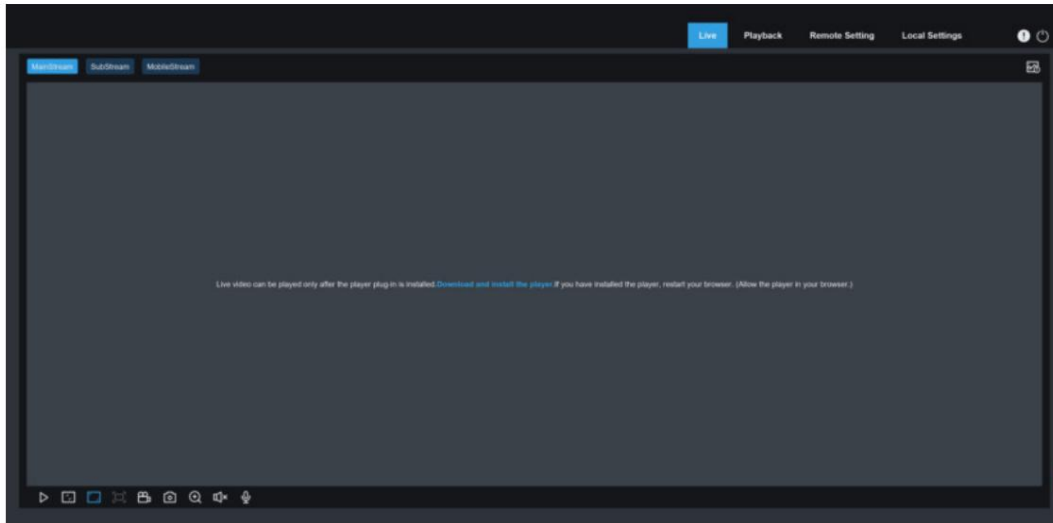 Live Playback Remote Setting Local Settings
MainStream SubStream MobileStream
Live video can be played only after the player plug-in is installed.Download and install the player.If you have installed the player, restart your browser. (Allow the player in your browser.)